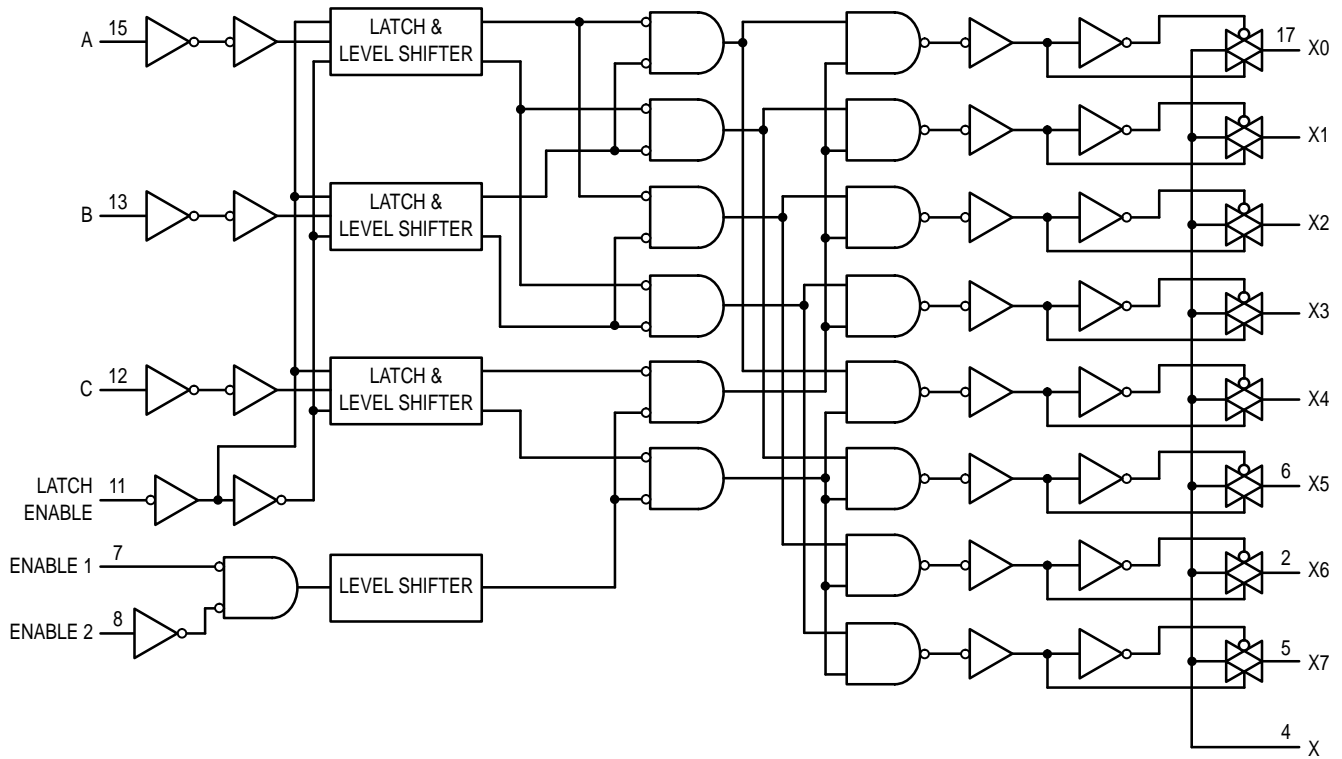 A 15
LATCH &
LEVEL SHIFTER
17 X0
X1
B 13
LATCH &
LEVEL SHIFTER
X2
X3
C 12
LATCH &
LEVEL SHIFTER
X4
LATCH
ENABLE
11
6 X5
ENABLE 1 7
LEVEL SHIFTER
2 X6
ENABLE 2 8
5 X7
4 X